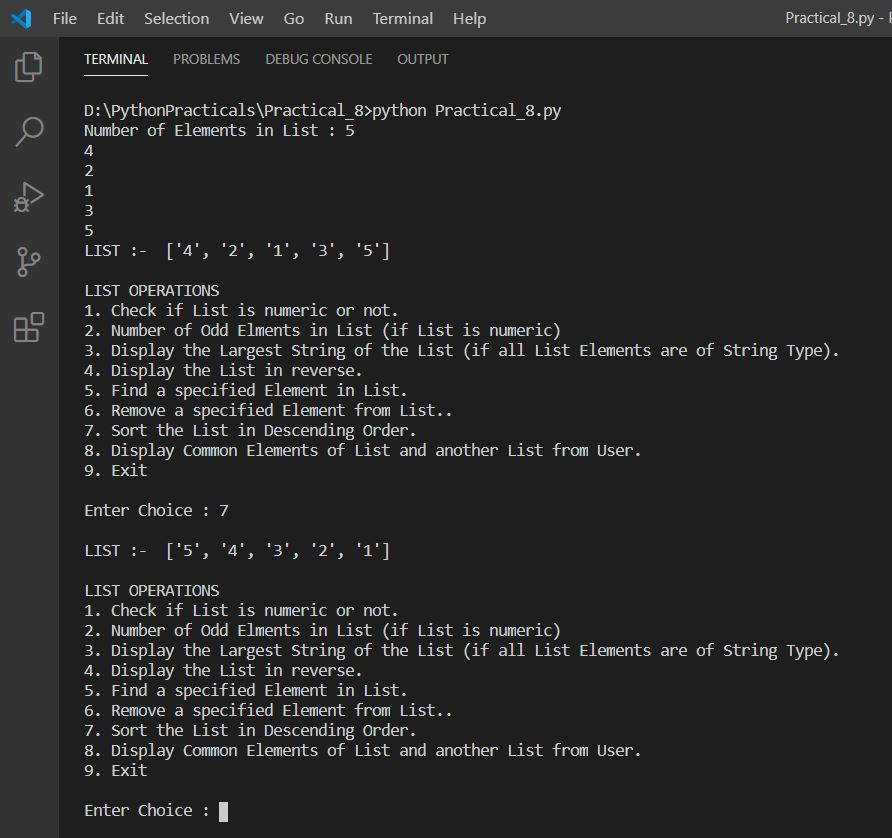 File Edit Selection View Go Run Terminal Help Practical_8.py -
TERMINAL PROBLEMS DEBUG CONSOLE OUTPUT
D:\PythonPracticals\Practical_8>python Practical_8.py
Number of Elements in List : 5
4
2
1
3
5
LIST :-  ['4', '2', '1', '3', '5']
LIST OPERATIONS
1. Check if List is numeric or not.
2. Number of Odd Elments in List (if List is numeric)
3. Display the Largest String of the List (if all List Elements are of String Type).
4. Display the List in reverse.
5. Find a specified Element in List.
6. Remove a specified Element from List..
7. Sort the List in Descending Order.
8. Display Common Elements of List and another List from User.
9. Exit
Enter Choice : 7
LIST :-  ['5', '4', '3', '2', '1']
LIST OPERATIONS
1. Check if List is numeric or not.
2. Number of Odd Elments in List (if List is numeric)
3. Display the Largest String of the List (if all List Elements are of String Type).
4. Display the List in reverse.
5. Find a specified Element in List.
6. Remove a specified Element from List..
7. Sort the List in Descending Order.
8. Display Common Elements of List and another List from User.
9. Exit
Enter Choice :